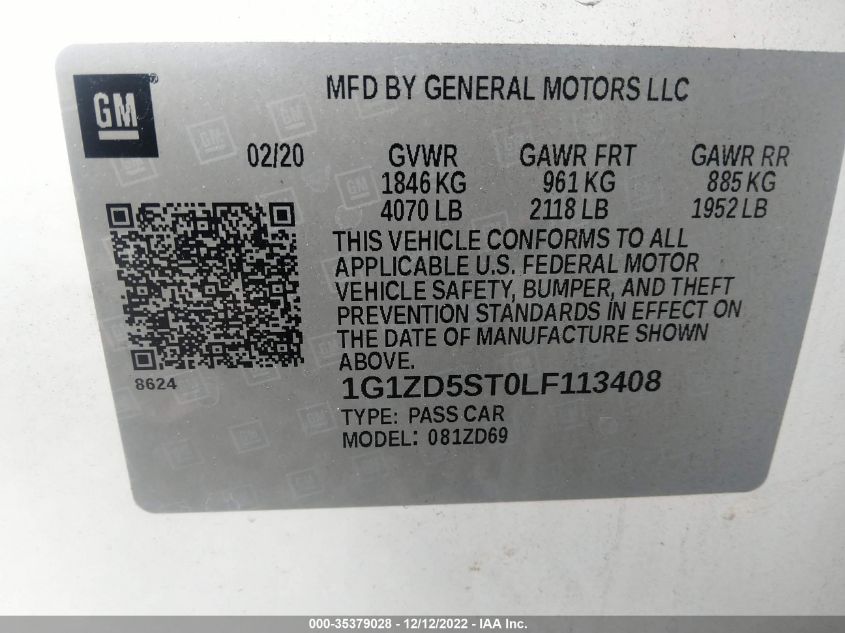 GM ®
MFD BY GENERAL MOTORS LLC
02/20 GVWR GAWR FRT GAWR RR
1846 KG 961 KG 885 KG
4070 LB 2118 LB 1952 LB
THIS VEHICLE CONFORMS TO ALL
APPLICABLE U.S. FEDERAL MOTOR
VEHICLE SAFETY, BUMPER, AND THEFT
PREVENTION STANDARDS IN EFFECT ON
THE DATE OF MANUFACTURE SHOWN
ABOVE.
8624
1G1ZD5ST0LF113408
TYPE: PASS CAR
MODEL: 081ZD69
000-35379028 - 12/12/2022 - IAA Inc.